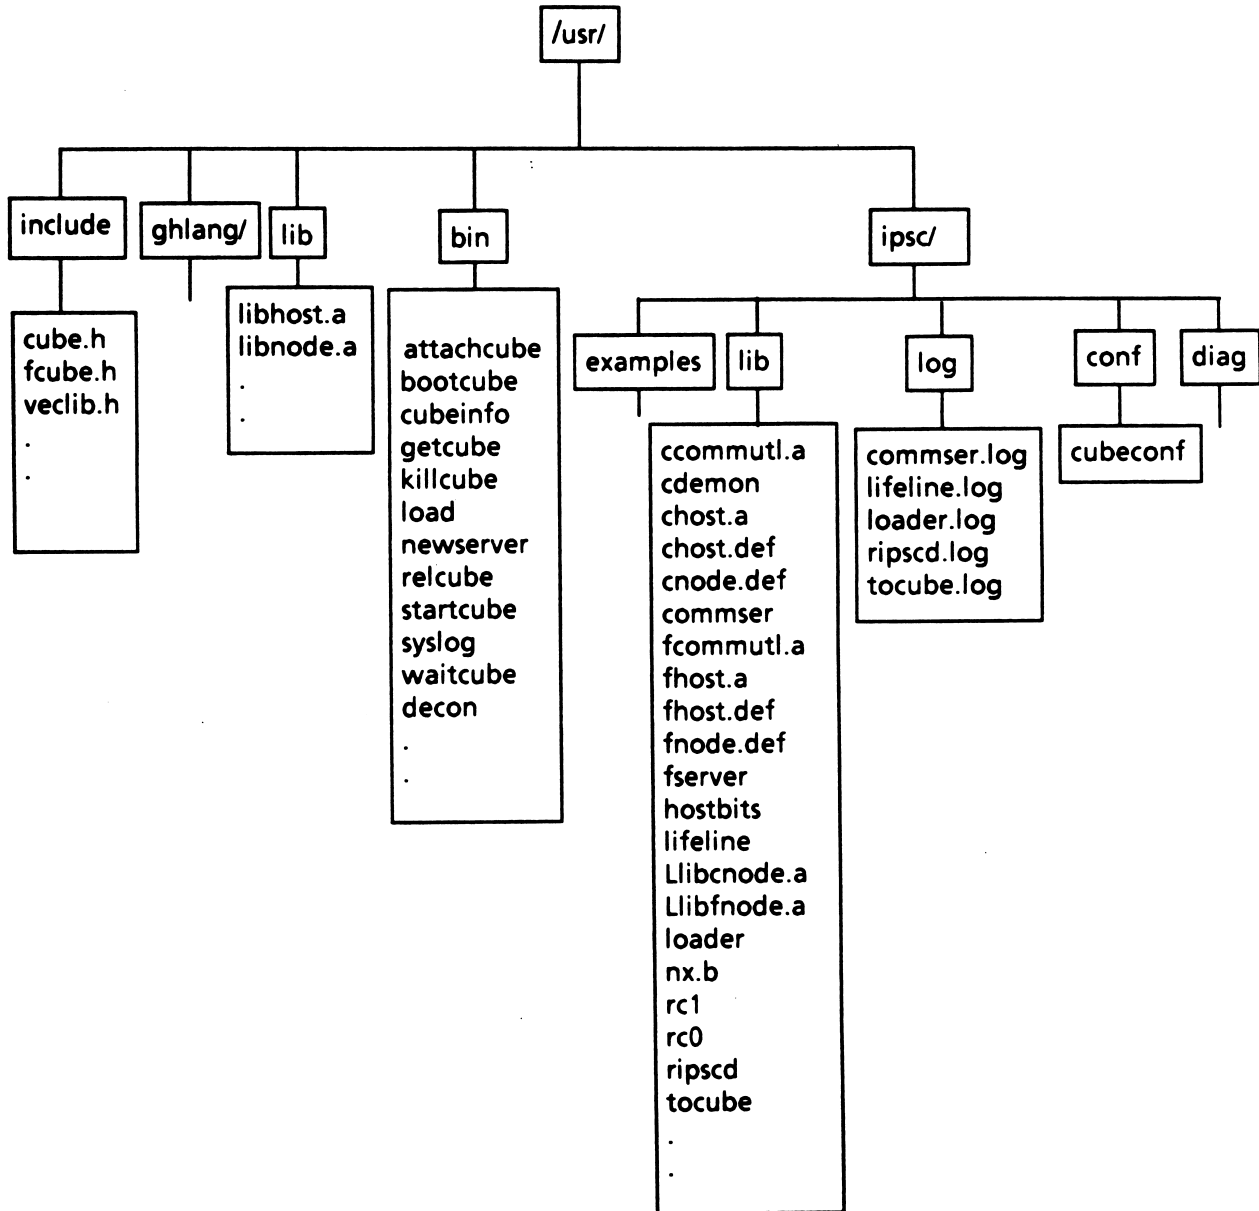 /usr/
include
ghlang/
lib
bin
ipsc/
cube.h
fcube.h
veclib.h
.
.
libhost.a
libnode.a
.
.
attachcube
bootcube
cubeinfo
getcube
killcube
load
newserver
relcube
startcube
syslog
waitcube
decon
.
.
examples
lib
log
conf
diag
ccommutl.a
cdemon
chost.a
chost.def
cnode.def
commser
fcommutl.a
fhost.a
fhost.def
fnode.def
fserver
hostbits
lifeline
Llibcnode.a
Llibfnode.a
loader
nx.b
rc1
rc0
ripscd
tocube
.
.
commser.log
lifeline.log
loader.log
ripscd.log
tocube.log
cubeconf